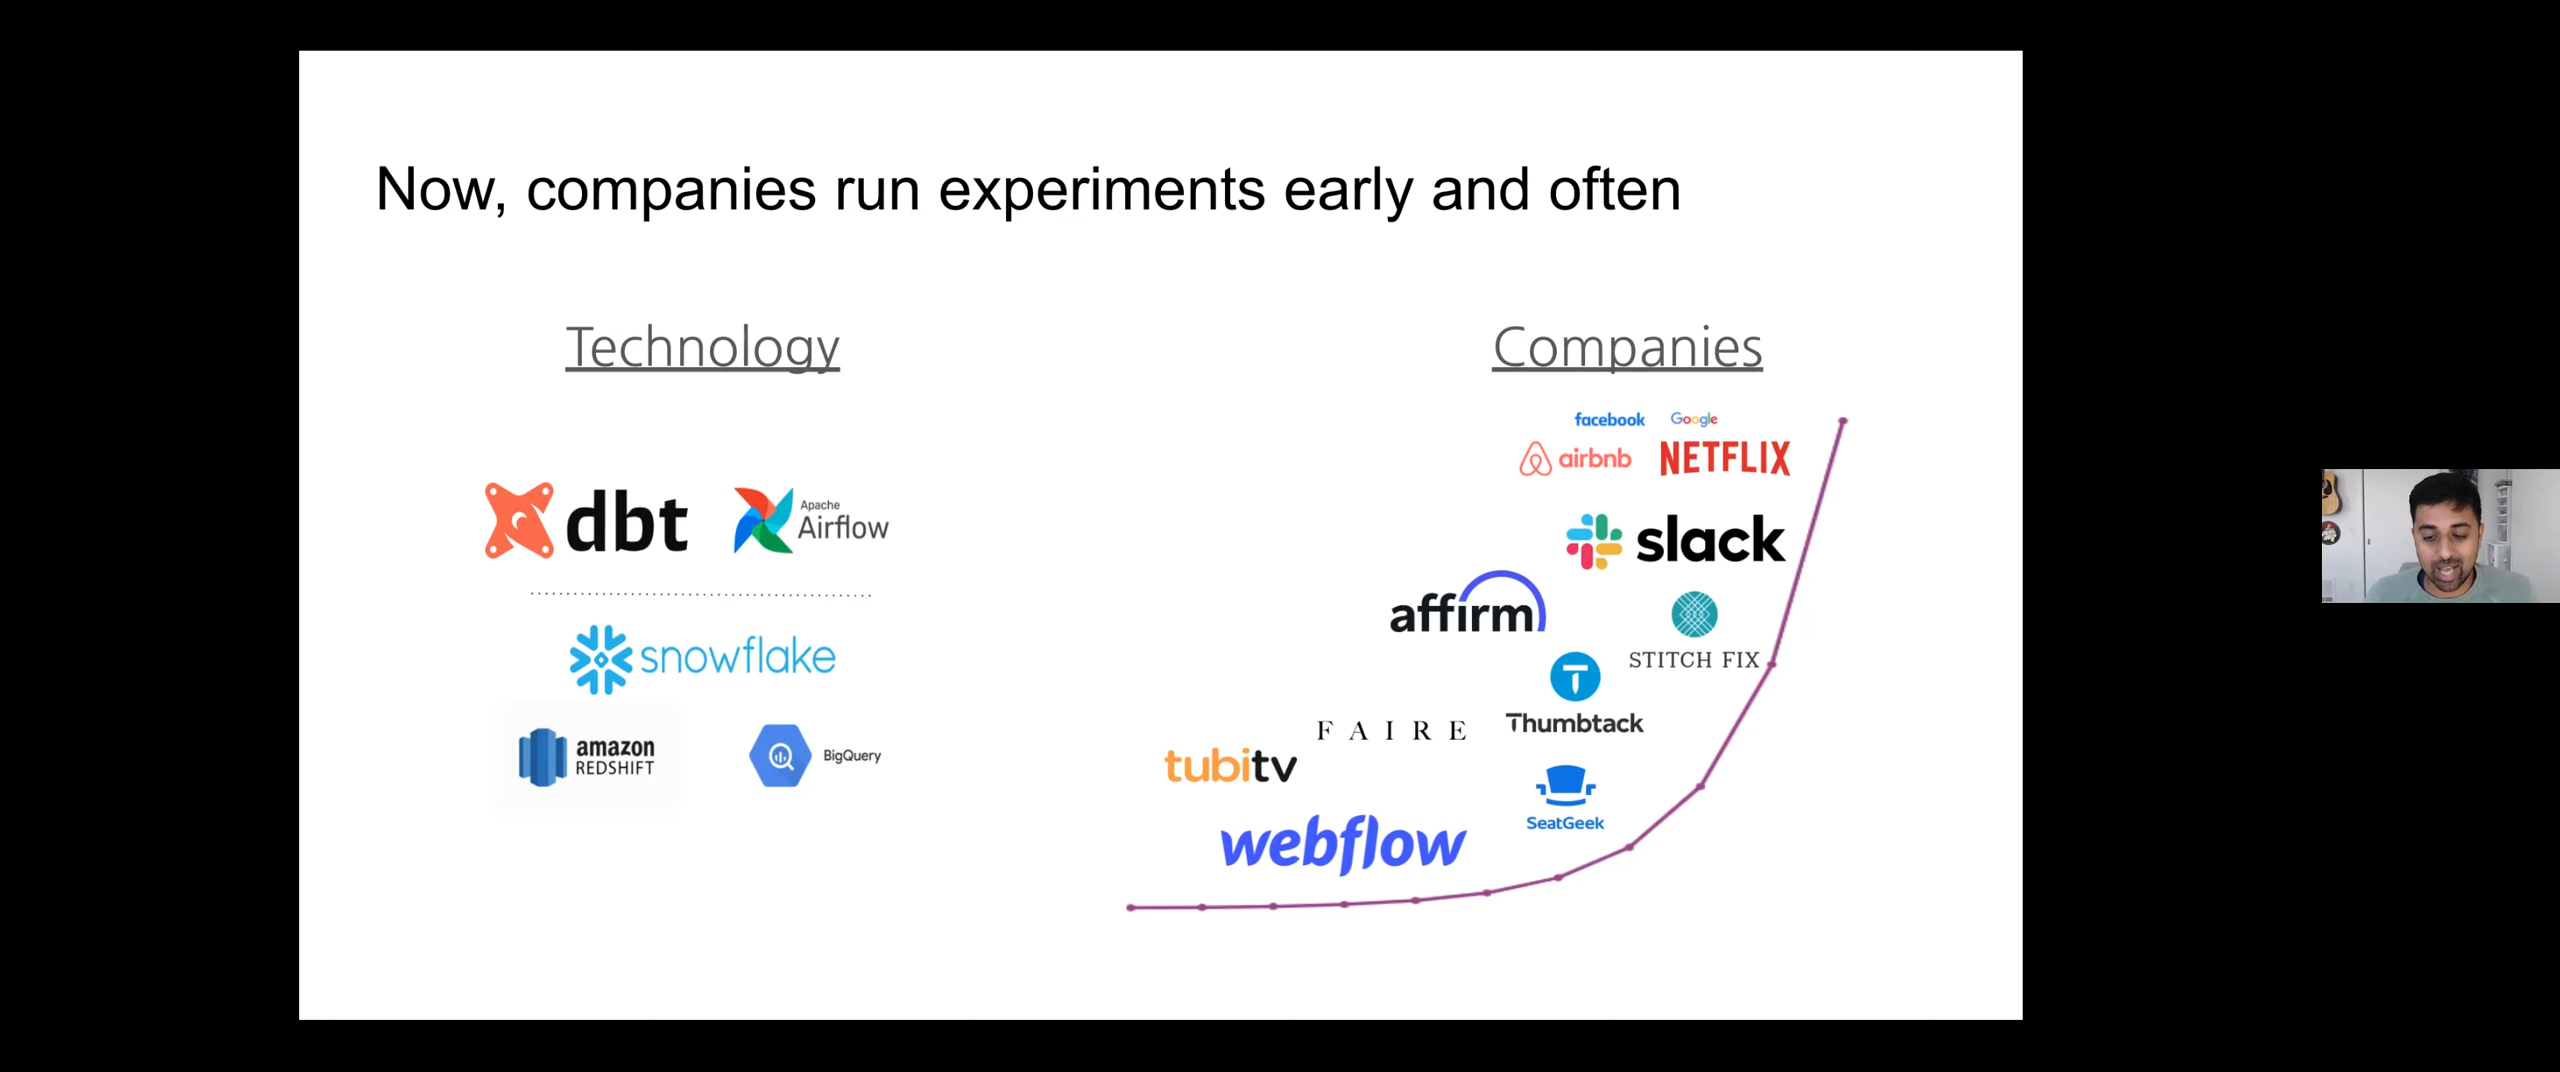 Now, companies run experiments early and often
Technology
dbt
Apache
Airflow
snowflake
amazon
REDSHIFT
BigQuery
Companies
facebook Google
airbnb NETFLIX
slack
affirm
STITCH FIX
Thumbtack
FAIRE
tubitv
SeatGeek
webflow